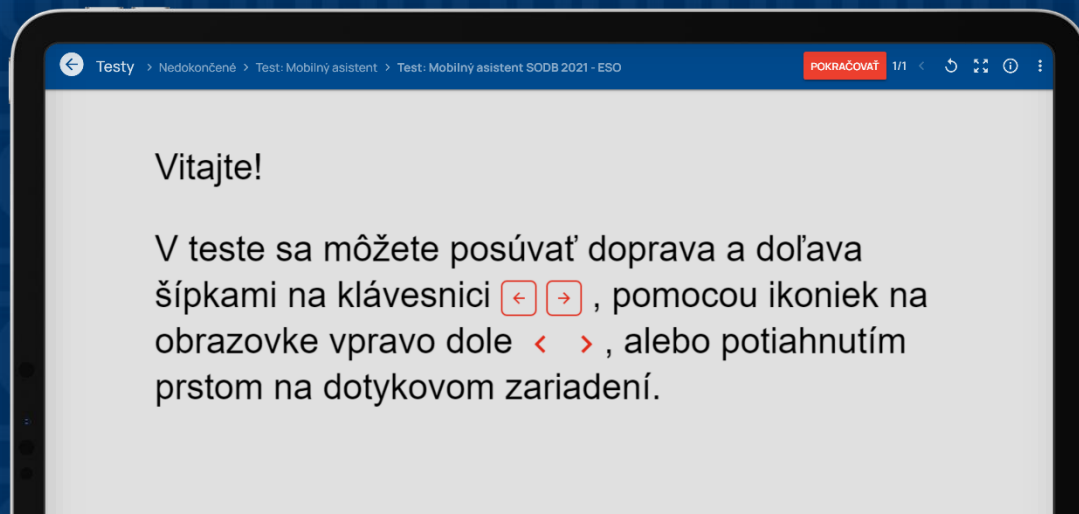 Testy > Nedokončené > Test: Mobilný asistent > Test: Mobilný asistent SODB 2021 - ESO POKRAČOVAŤ 1/1
Vitajte!
V teste sa môžete posúvať doprava a doľava
šípkami na klávesnici ← → , pomocou ikoniek na
obrazovke vpravo dole < > , alebo potiahnutím
prstom na dotykovom zariadení.